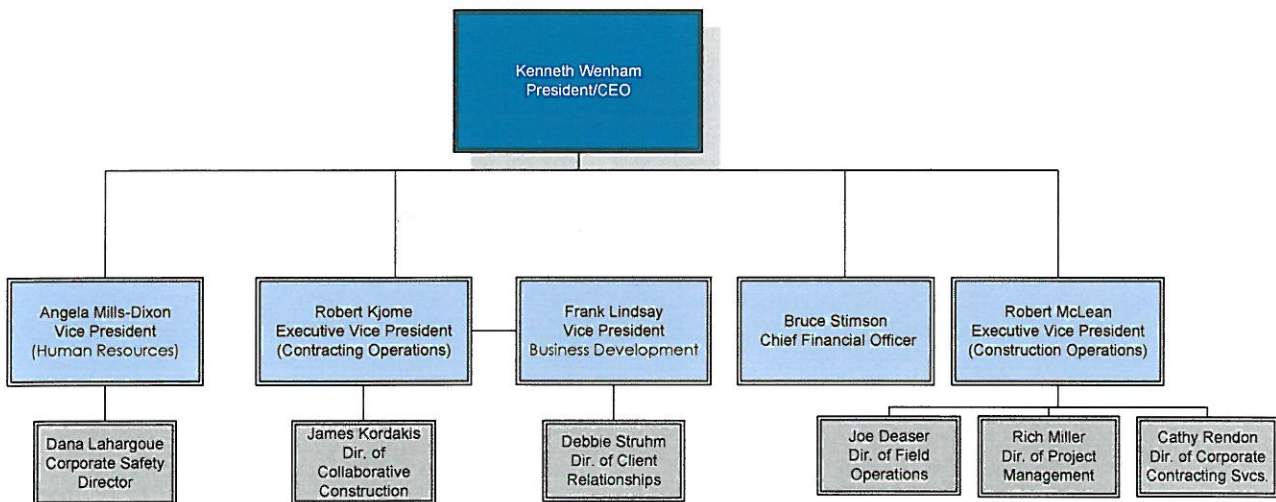 Kenneth Wenham
President/CEO
Angela Mills-Dixon
Vice President
(Human Resources)
Robert Kjome
Executive Vice President
(Contracting Operations)
Frank Lindsay
Vice President
Business Development
Bruce Stimson
Chief Financial Officer
Robert McLean
Executive Vice President
(Construction Operations)
Dana Lahargoue
Corporate Safety
Director
James Kordakis
Dir. of
Collaborative
Construction
Debbie Struhm
Dir. of Client
Relationships
Joe Deaser
Dir. of Field
Operations
Rich Miller
Dir. of Project
Management
Cathy Rendon
Dir. of Corporate
Contracting Svcs.